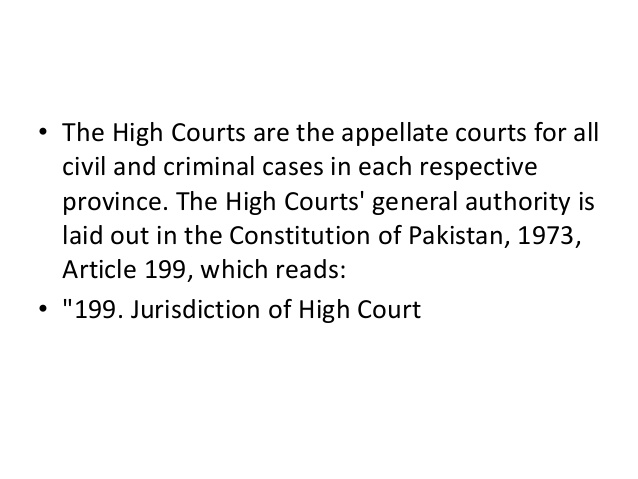 • The High Courts are the appellate courts for all
civil and criminal cases in each respective
province. The High Courts' general authority is
laid out in the Constitution of Pakistan, 1973,
Article 199, which reads:
• "199. Jurisdiction of High Court